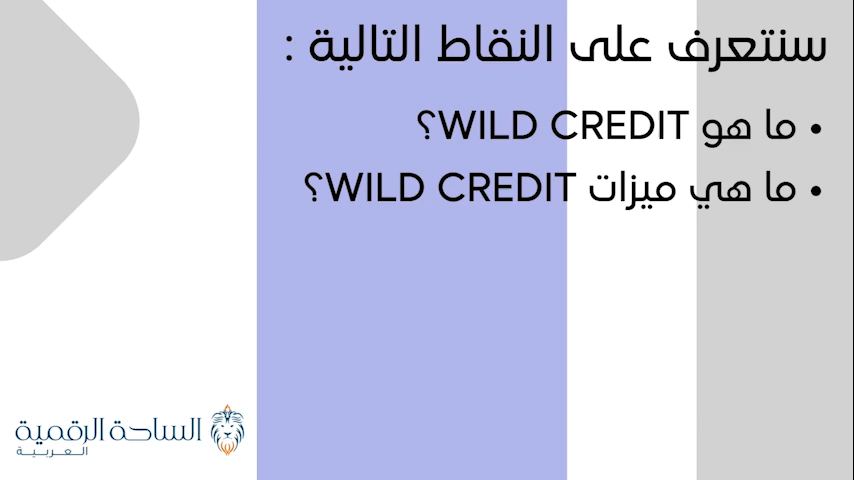 سنتعرف على النقاط التالية :
• ما هو WILD CREDIT؟
• ما هي ميزات WILD CREDIT؟
الساحة الرقمية
العربية